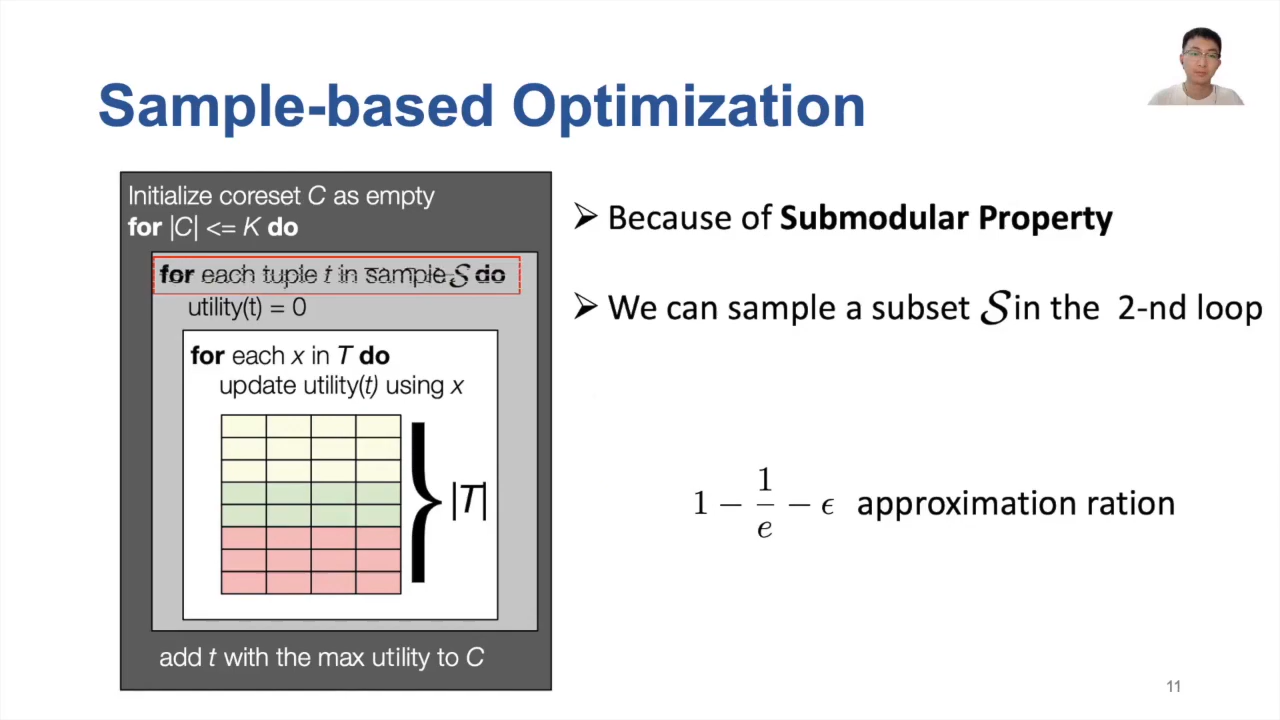 Sample-based Optimization
Initialize coreset C as empty
for |C| <= K do
for each tuple t in sample S do
utility(t) = 0
for each x in T do
update utility(t) using x
|T|
add t with the max utility to C
➢ Because of Submodular Property
➢ We can sample a subset S in the 2-nd loop
1 − 1/e − ϵ approximation ration
11